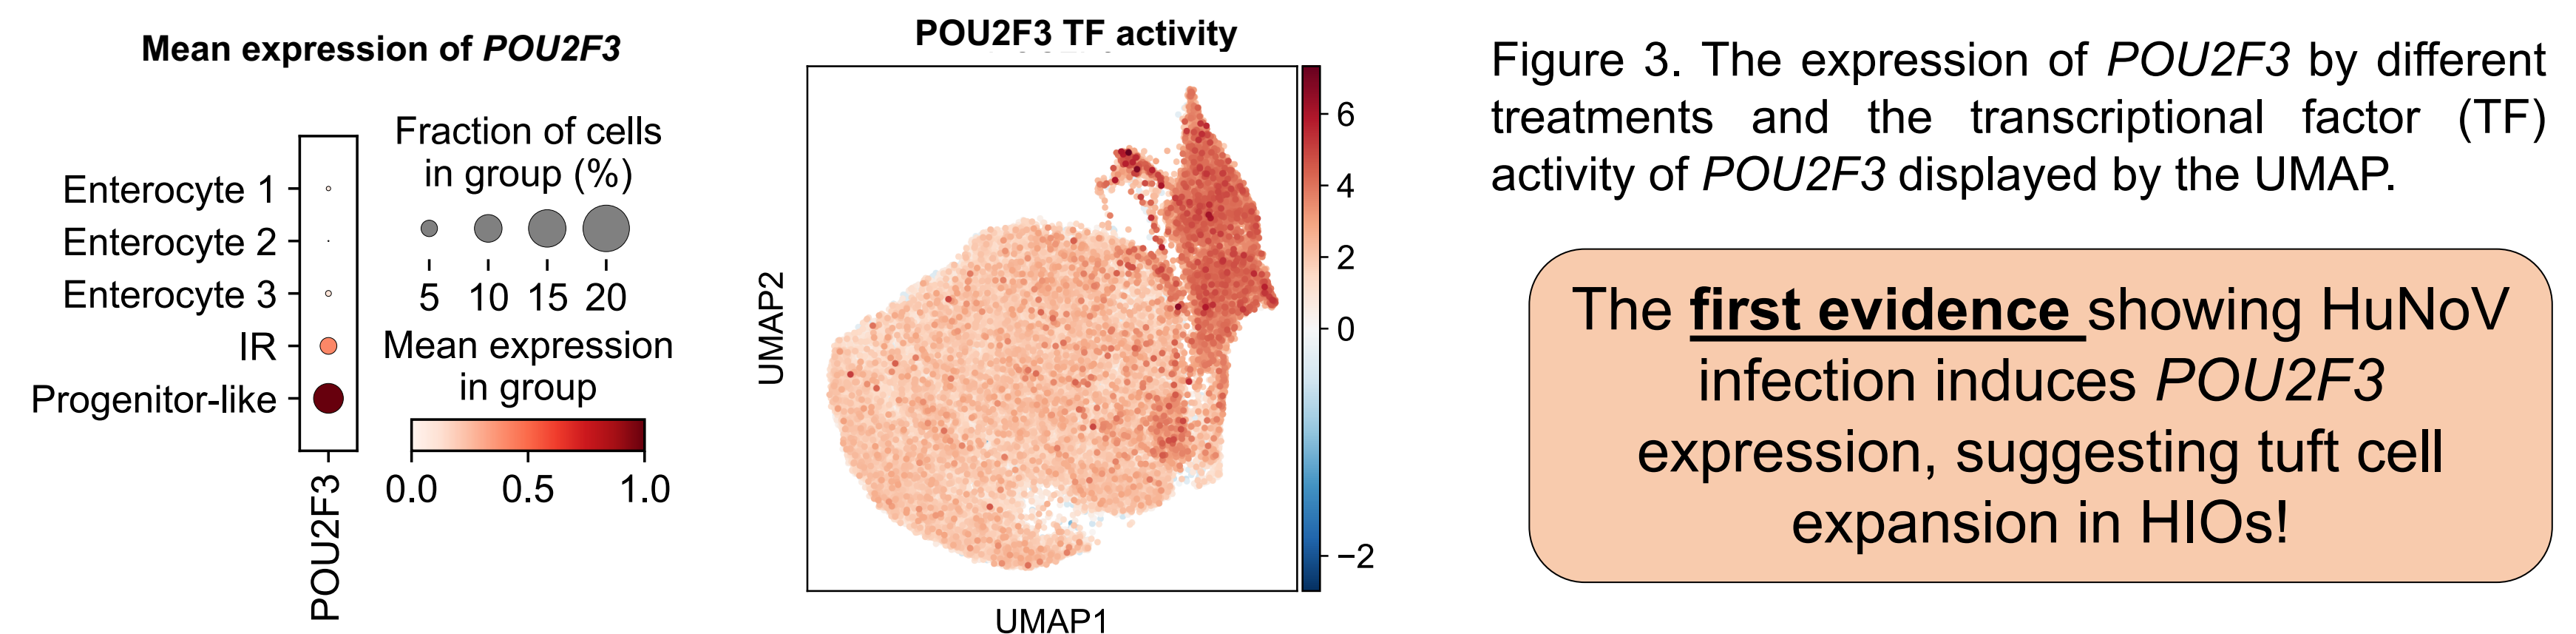 Mean expression of POU2F3
Enterocyte 1
Enterocyte 2
Enterocyte 3
IR
Progenitor-like
POU2F3
Fraction of cells
in group (%)
5 10 15 20
Mean expression
in group
0.0 0.5 1.0
POU2F3 TF activity
UMAP2
UMAP1
6
4
2
0
−2
Figure 3. The expression of POU2F3 by different
treatments and the transcriptional factor (TF)
activity of POU2F3 displayed by the UMAP.
The first evidence showing HuNoV
infection induces POU2F3
expression, suggesting tuft cell
expansion in HIOs!